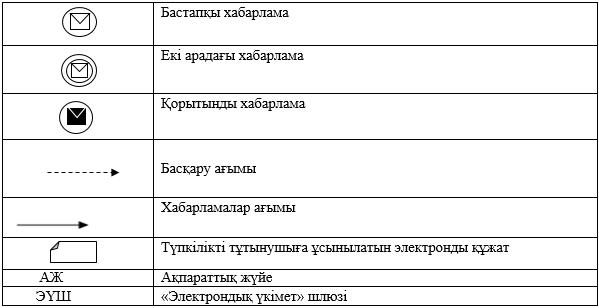 Бастапқы хабарлама
Екі арадағы хабарлама
Қорытынды хабарлама
Басқару ағымы
Хабарламалар ағымы
Түпкілікті тұтынушыға ұсынылатын электронды құжат
АЖ Ақпараттық жүйе
ЭҮШ «Электрондық үкімет» шлюзі